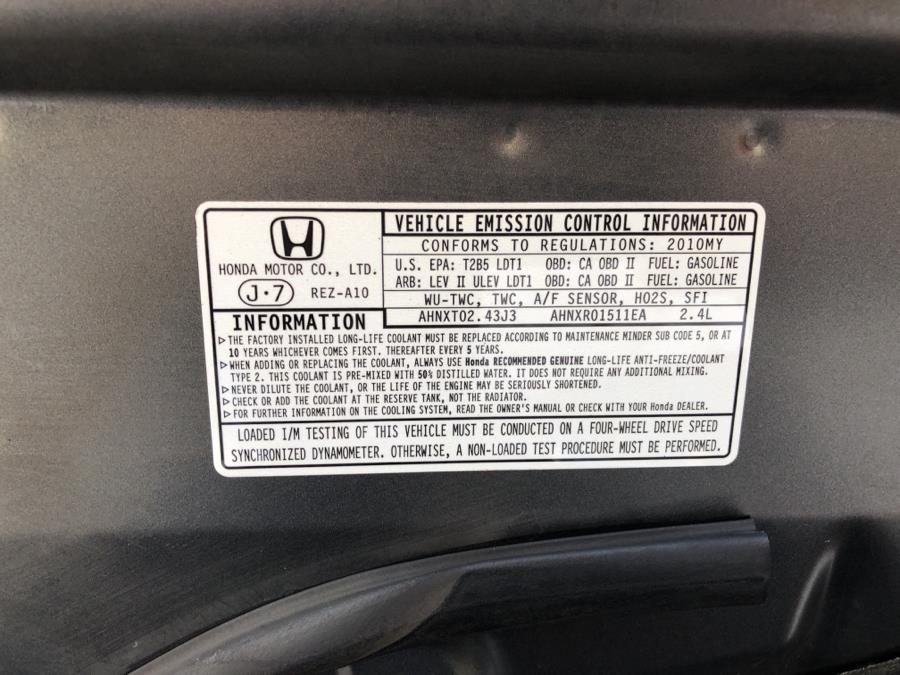 VEHICLE EMISSION CONTROL INFORMATION
CONFORMS TO REGULATIONS: 2010MY
HONDA MOTOR CO., LTD.
J·7 REZ-A10
U.S. EPA: T2B5 LDT1 OBD: CA OBD II FUEL: GASOLINE
ARB: LEV II ULEV LDT1 OBD: CA OBD II FUEL: GASOLINE
WU-TWC, TWC, A/F SENSOR, HO2S, SFI
AHNXT02.43J3 AHNXR0151IEA 2.4L
INFORMATION
▷THE FACTORY INSTALLED LONG-LIFE COOLANT MUST BE REPLACED ACCORDING TO MAINTENANCE MINDER SUB CODE 5, OR AT
10 YEARS WHICHEVER COMES FIRST. THEREAFTER EVERY 5 YEARS.
▷WHEN ADDING OR REPLACING THE COOLANT, ALWAYS USE Honda RECOMMENDED GENUINE LONG-LIFE ANTI-FREEZE/COOLANT
TYPE 2. THIS COOLANT IS PRE-MIXED WITH 50% DISTILLED WATER. IT DOES NOT REQUIRE ANY ADDITIONAL MIXING.
▷NEVER DILUTE THE COOLANT, OR THE LIFE OF THE ENGINE MAY BE SERIOUSLY SHORTENED.
▷CHECK OR ADD THE COOLANT AT THE RESERVE TANK, NOT THE RADIATOR.
▷FOR FURTHER INFORMATION ON THE COOLING SYSTEM, READ THE OWNER'S MANUAL OR CHECK WITH YOUR Honda DEALER.
LOADED I/M TESTING OF THIS VEHICLE MUST BE CONDUCTED ON A FOUR-WHEEL DRIVE SPEED
SYNCHRONIZED DYNAMOMETER. OTHERWISE, A NON-LOADED TEST PROCEDURE MUST BE PERFORMED.